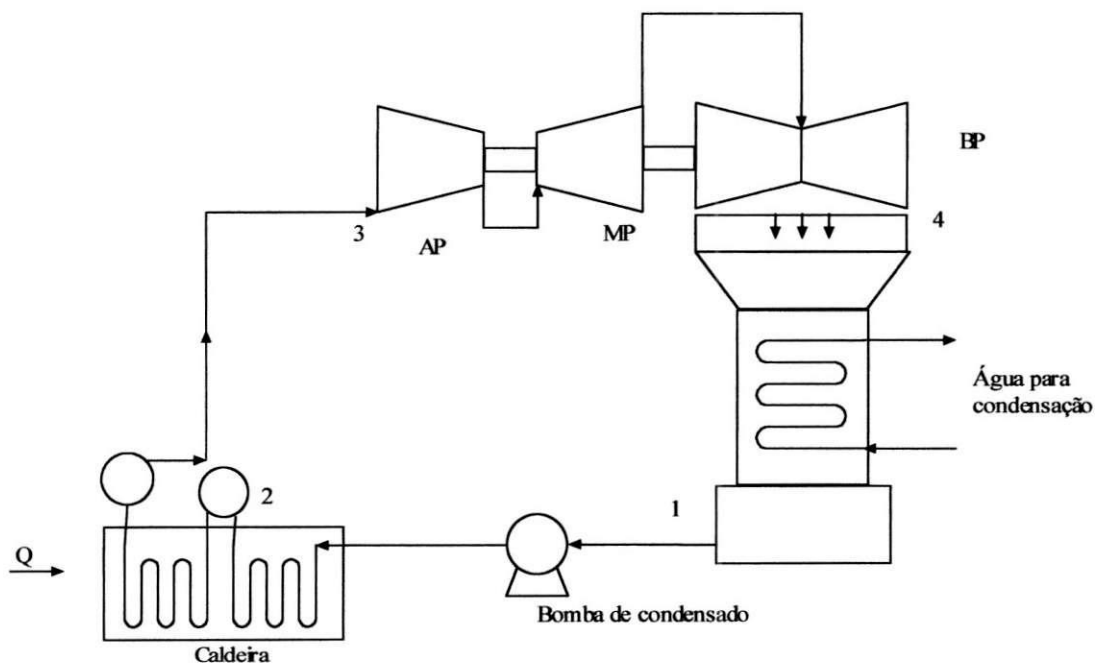 BP
3
AP
MP
4
Água para
condensação
2
1
Q
Bomba de condensado
Caldeira